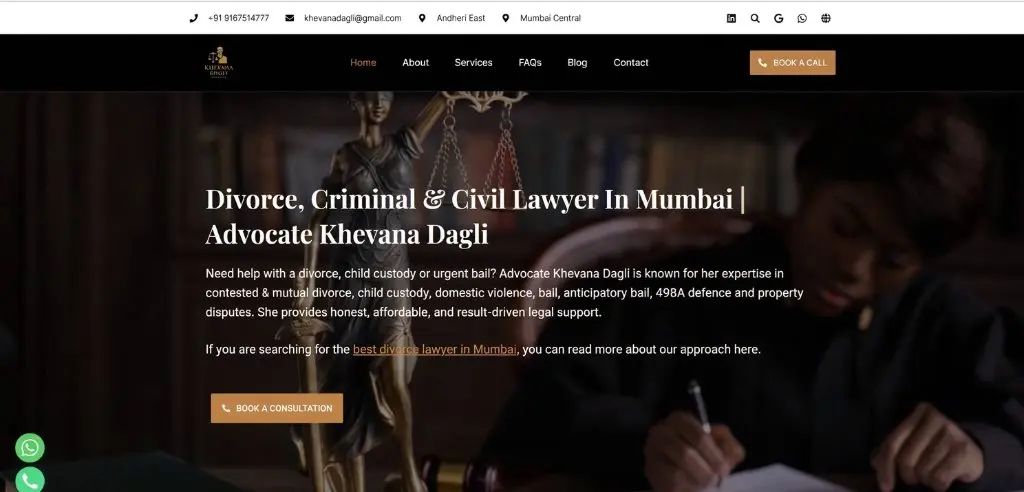 +91 9167514777 khevanadagli@gmail.com Andheri East Mumbai Central
KHEVANA
DAGLI
Home About Services FAQs Blog Contact BOOK A CALL
Divorce, Criminal & Civil Lawyer In Mumbai |
Advocate Khevana Dagli
Need help with a divorce, child custody or urgent bail? Advocate Khevana Dagli is known for her expertise in
contested & mutual divorce, child custody, domestic violence, bail, anticipatory bail, 498A defence and property
disputes. She provides honest, affordable, and result-driven legal support.
If you are searching for the best divorce lawyer in Mumbai, you can read more about our approach here.
BOOK A CONSULTATION